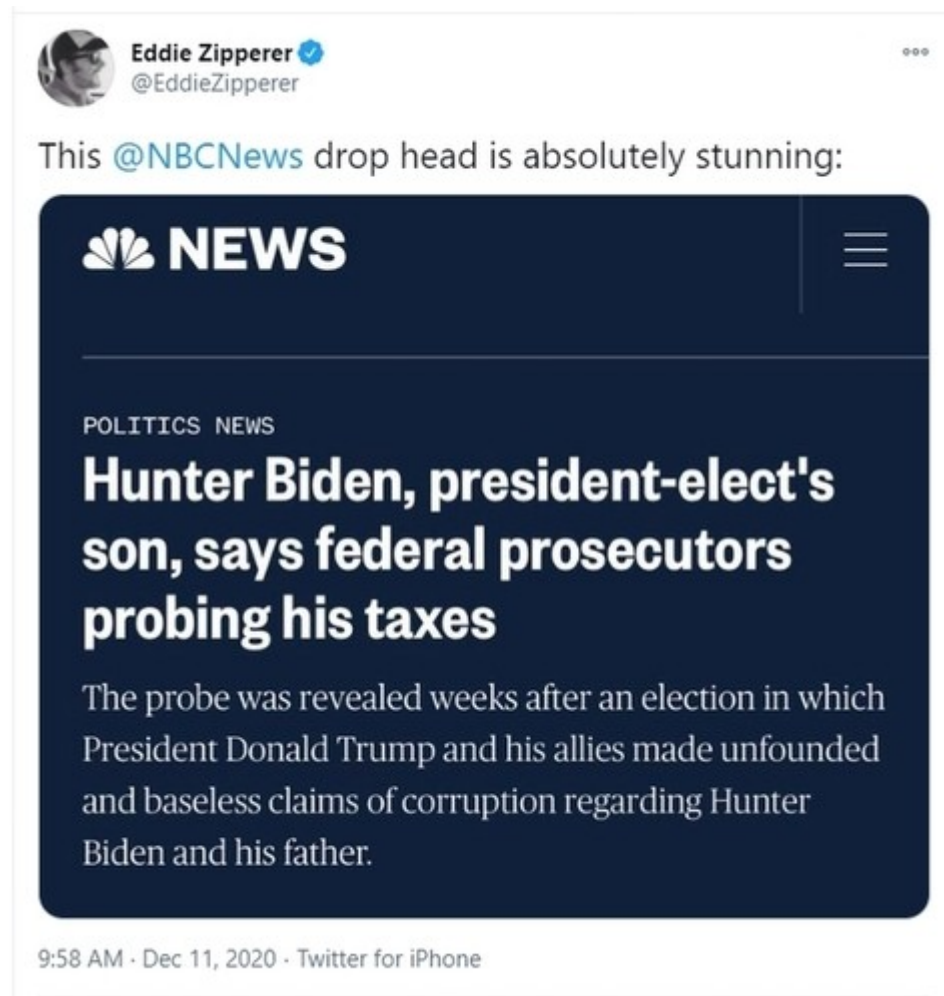 Eddie Zipperer
@EddieZipperer
This @NBCNews drop head is absolutely stunning:
NEWS
POLITICS NEWS
Hunter Biden, president-elect's
son, says federal prosecutors
probing his taxes
The probe was revealed weeks after an election in which
President Donald Trump and his allies made unfounded
and baseless claims of corruption regarding Hunter
Biden and his father.
9:58 AM · Dec 11, 2020 · Twitter for iPhone